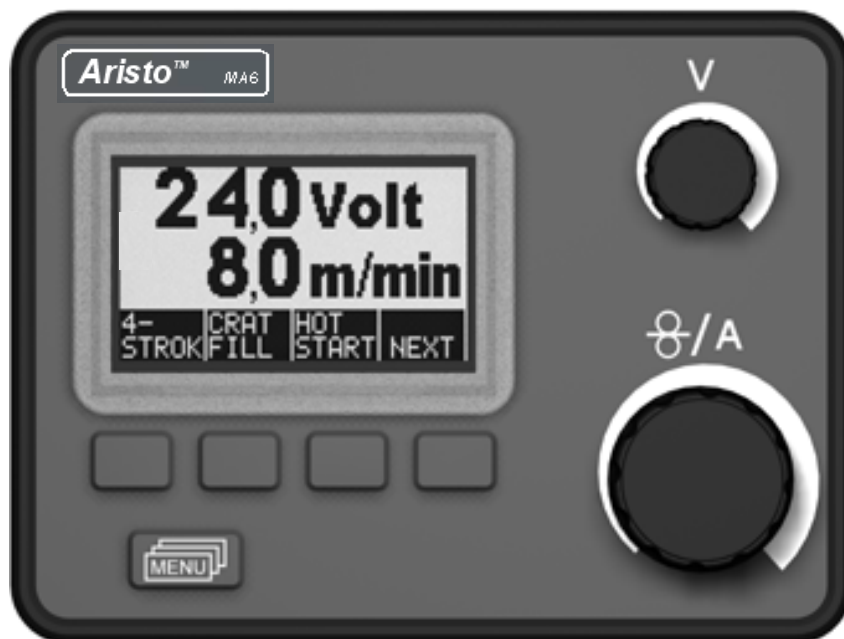 Aristo™ MA6
V
24,0 Volt
8,0 m/min
4-
STROK
CRAT
FILL
HOT
START
NEXT
/A
MENU